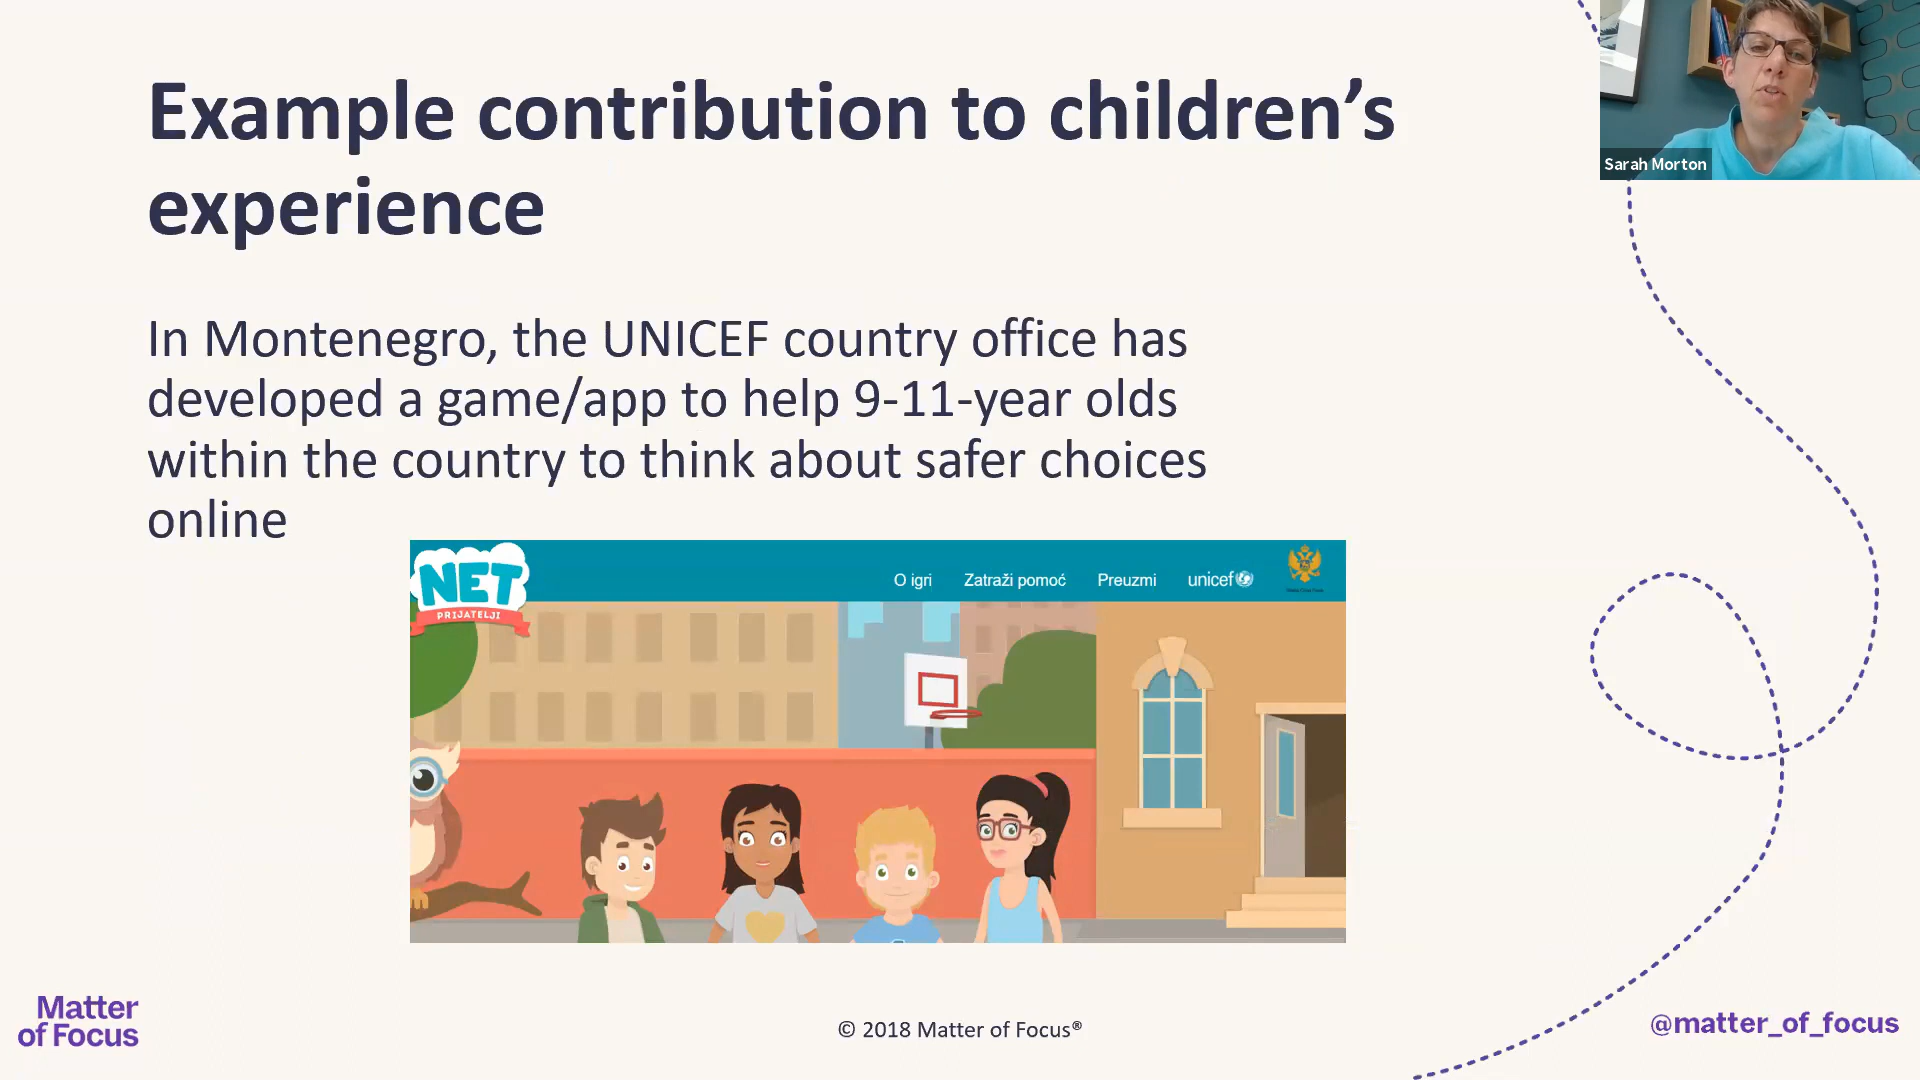 Example contribution to children’s
experience
Sarah Morton
In Montenegro, the UNICEF country office has
developed a game/app to help 9-11-year olds
within the country to think about safer choices
online
NET
PRIJATELJI
O igri
Zatraži pomoć
Preuzmi
unicef
Matter
of Focus
© 2018 Matter of Focus®
@matter_of_focus